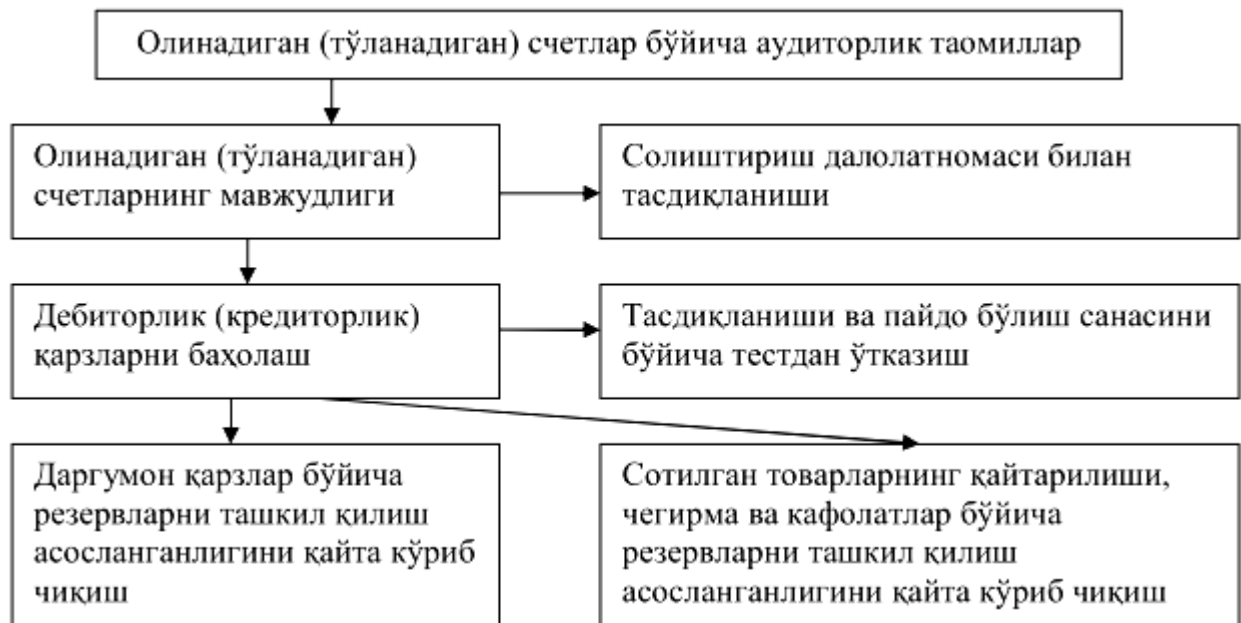 Олинадиган (тўланадиган) счетлар бўйича аудиторлик таомиллар
Олинадиган (тўланадиган)
счетларнинг мавжудлиги
Солиштириш далолатномаси билан
тасдиқланиши
Дебиторлик (кредиторлик)
қарзларни баҳолаш
Тасдиқланиши ва пайдо бўлиш санасини
бўйича тестдан ўтказиш
Даргумон қарзлар бўйича
резервларни ташкил қилиш
асосланганлигини қайта кўриб
чиқиш
Сотилган товарларнинг қайтарилиши,
чегирма ва кафолатлар бўйича
резервларни ташкил қилиш
асосланганлигини қайта кўриб чиқиш